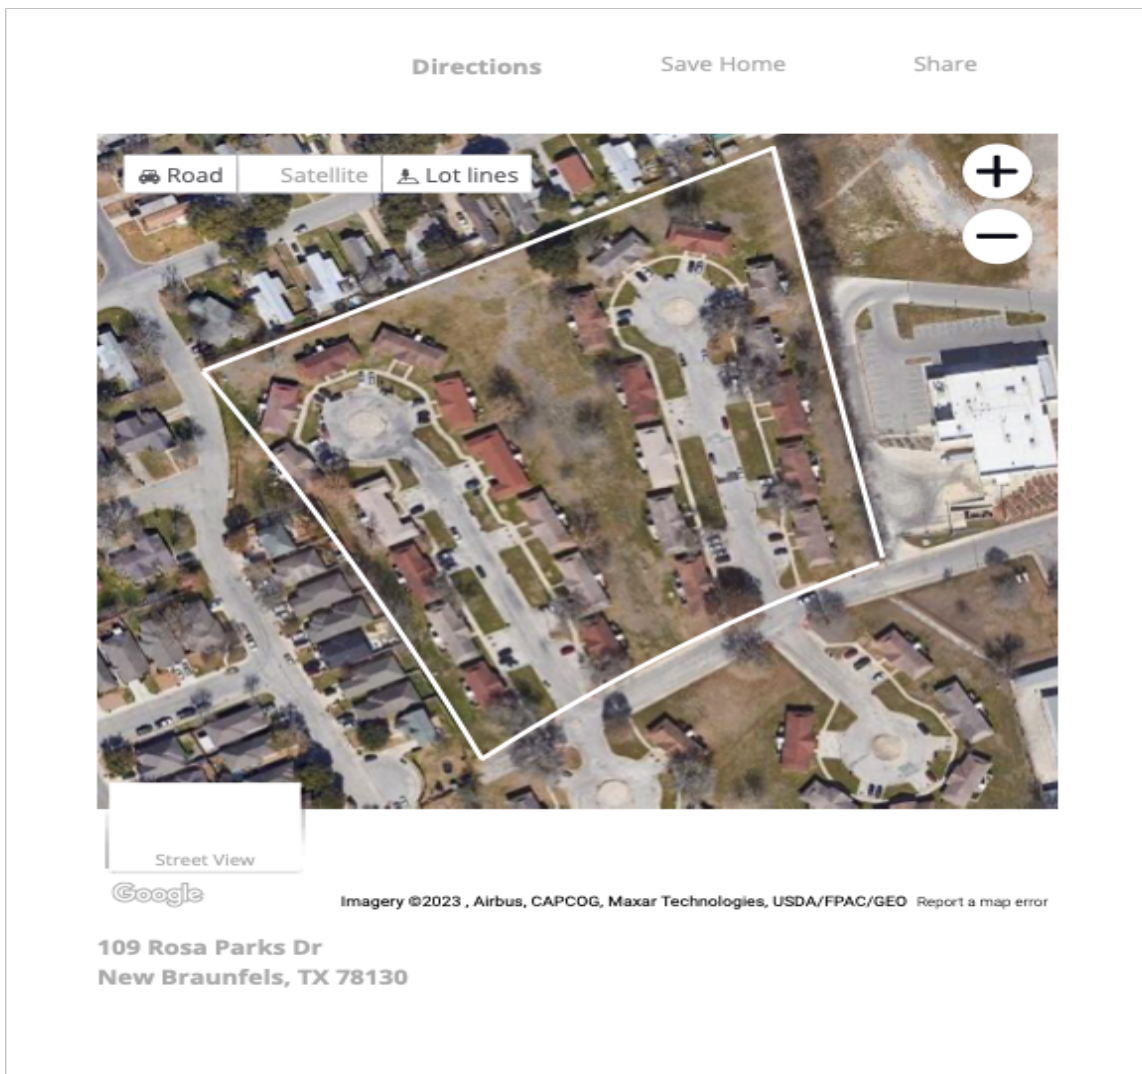 Directions Save Home Share
Road Satellite Lot lines
Street View
Google
Imagery ©2023 , Airbus, CAPCOG, Maxar Technologies, USDA/FPAC/GEO Report a map error
109 Rosa Parks Dr
New Braunfels, TX 78130